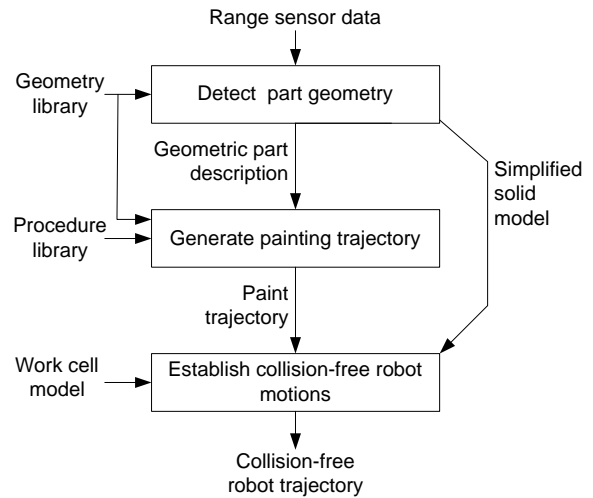 Range sensor data
Geometry
library
Detect part geometry
Geometric part
description
Simplified
solid
model
Procedure
library
Generate painting trajectory
Paint
trajectory
Work cell
model
Establish collision-free robot
motions
Collision-free
robot trajectory